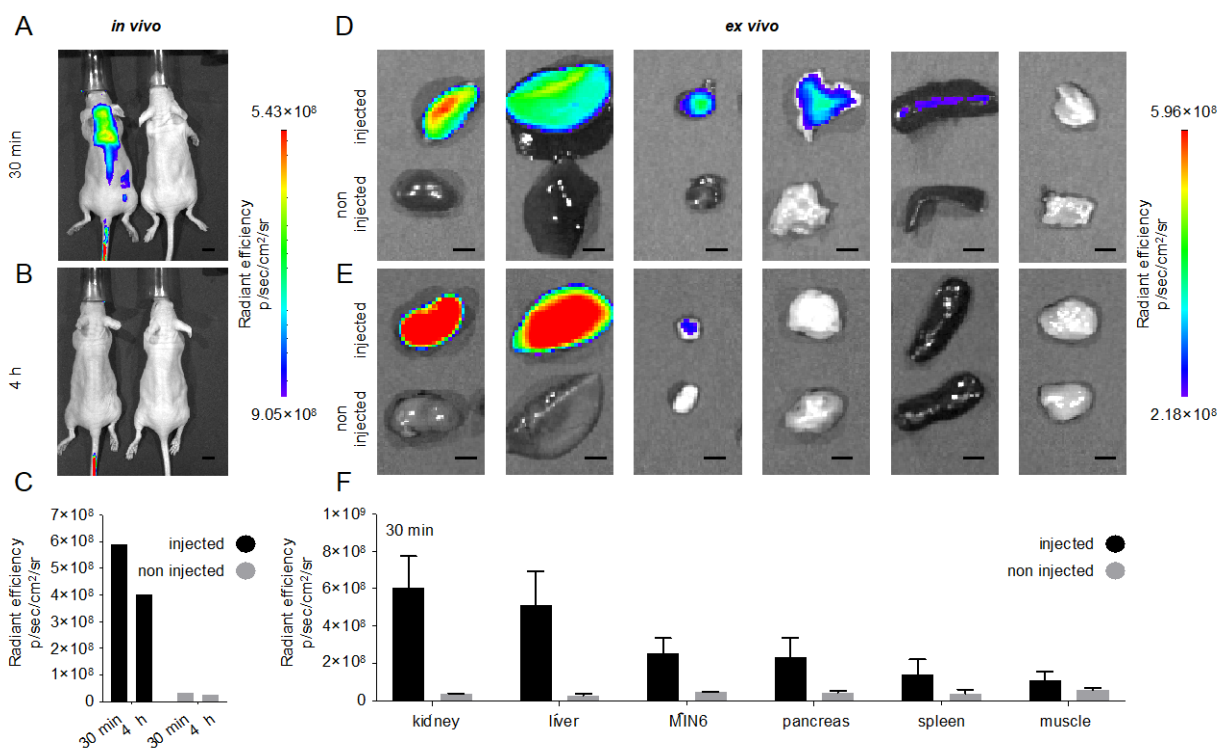 A
in vivo
D
ex vivo
30 min
5.43×10⁸
Radiant efficiency
p/sec/cm²/sr
9.05×10⁸
injected
non
injected
5.96×10⁸
Radiant efficiency
p/sec/cm²/sr
2.18×10⁸
B
4 h
E
injected
non
injected
C
Radiant efficiency
p/sec/cm²/sr
7×10⁸
6×10⁸
5×10⁸
4×10⁸
3×10⁸
2×10⁸
1×10⁸
0
injected
non injected
30 min
4 h
30 min
4 h
F
Radiant efficiency
p/sec/cm²/sr
1×10⁹
8×10⁸
6×10⁸
4×10⁸
2×10⁸
0
30 min
injected
non injected
kidney
liver
MIN6
pancreas
spleen
muscle